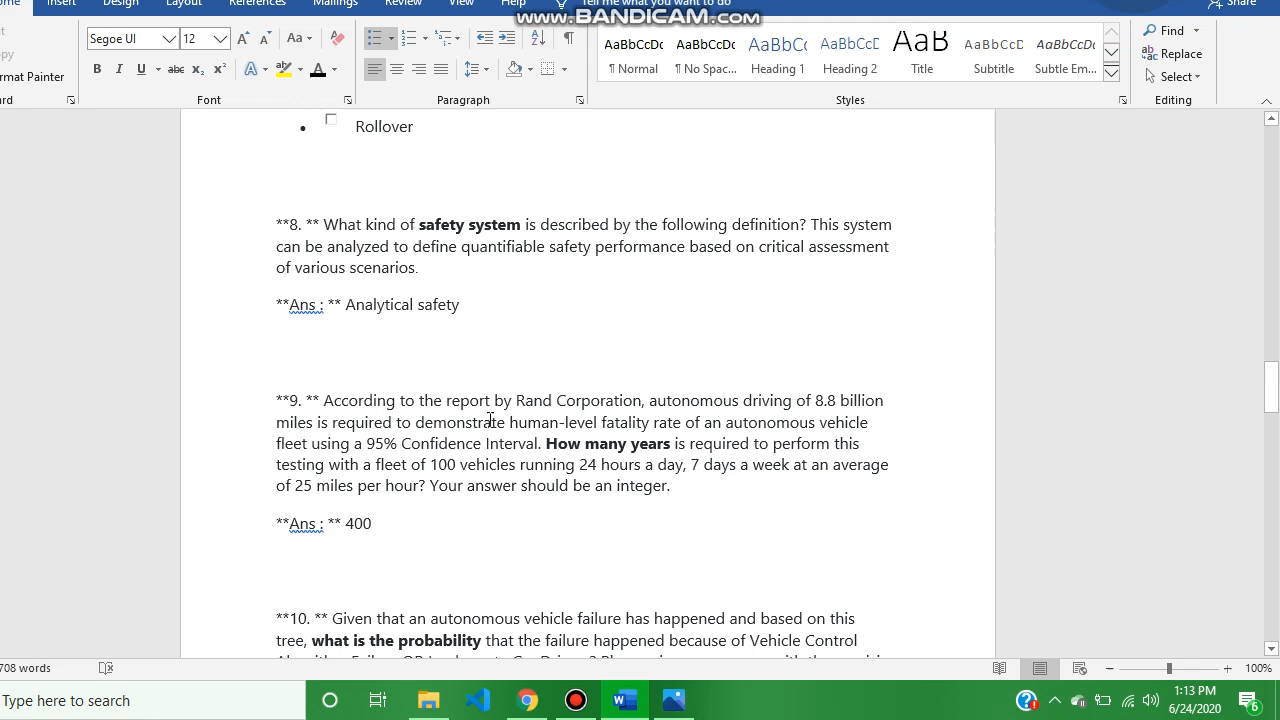 Insert Design Layout References Mailings Review View Help Tell me what you want to do Share
www.BANDICAM.com
Segoe UI 12
Find
Replace
Select
Format Painter
AaBbCcDc AaBbCcDc AaBbCc AaBbCcD AaB AaBbCcD AaBbCcDc
¶ Normal ¶ No Spac... Heading 1 Heading 2 Title Subtitle Subtle Em...
Font Paragraph Styles Editing
• Rollover
**8. ** What kind of safety system is described by the following definition? This system
can be analyzed to define quantifiable safety performance based on critical assessment
of various scenarios.
**Ans : ** Analytical safety
**9. ** According to the report by Rand Corporation, autonomous driving of 8.8 billion
miles is required to demonstrate human-level fatality rate of an autonomous vehicle
fleet using a 95% Confidence Interval. How many years is required to perform this
testing with a fleet of 100 vehicles running 24 hours a day, 7 days a week at an average
of 25 miles per hour? Your answer should be an integer.
**Ans : ** 400
**10. ** Given that an autonomous vehicle failure has happened and based on this
tree, what is the probability that the failure happened because of Vehicle Control
708 words
100%
Type here to search
1:13 PM
6/24/2020
6